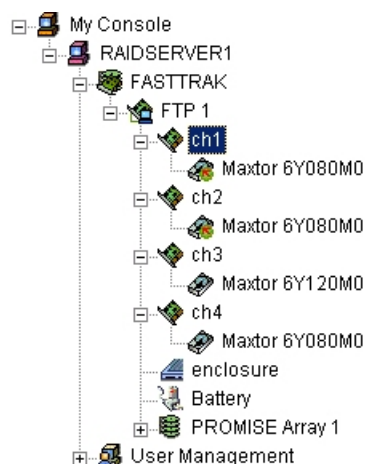 My Console
RAIDSERVER1
FASTTRAK
FTP 1
ch1
Maxtor 6Y080M0
ch2
Maxtor 6Y080M0
ch3
Maxtor 6Y120M0
ch4
Maxtor 6Y080M0
enclosure
Battery
PROMISE Array 1
User Management